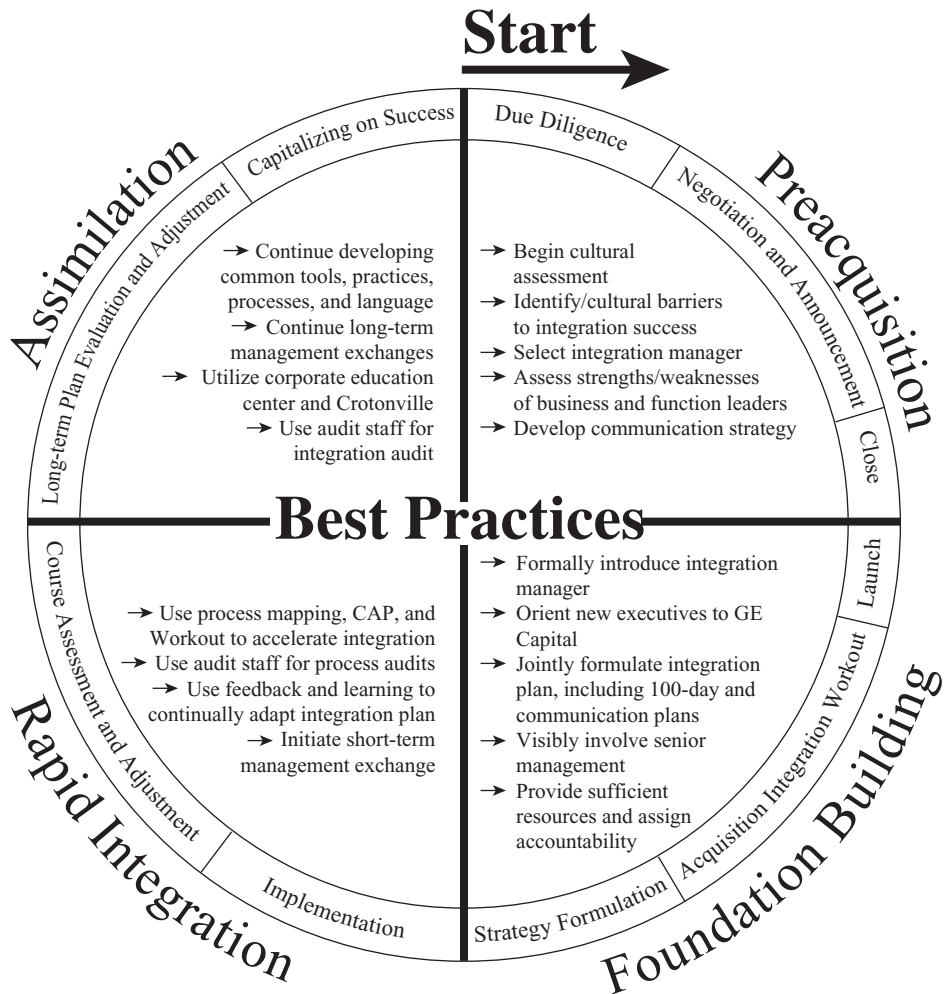 Start
Due Diligence
Negotiation and Announcement
Close
Preacquisition
→ Begin cultural
assessment
→ Identify/cultural barriers
to integration success
→ Select integration manager
→ Assess strengths/weaknesses
of business and function leaders
→ Develop communication strategy
Best Practices
Launch
Acquisition Integration Workout
Strategy Formulation
Foundation Building
→ Formally introduce integration
manager
→ Orient new executives to GE
Capital
→ Jointly formulate integration
plan, including 100-day and
communication plans
→ Visibly involve senior
management
→ Provide sufficient
resources and assign
accountability
Implementation
Course Assessment and Adjustment
Rapid Integration
→ Use process mapping, CAP, and
Workout to accelerate integration
→ Use audit staff for process audits
→ Use feedback and learning to
continually adapt integration plan
→ Initiate short-term
management exchange
Long-term Plan Evaluation and Adjustment
Capitalizing on Success
Assimilation
→ Continue developing
common tools, practices,
processes, and language
→ Continue long-term
management exchanges
→ Utilize corporate education
center and Crotonville
→ Use audit staff for
integration audit